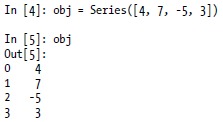 In [4]: obj = Series([4, 7, -5, 3])
In [5]: obj
Out[5]:
0 4
1 7
2 -5
3 3